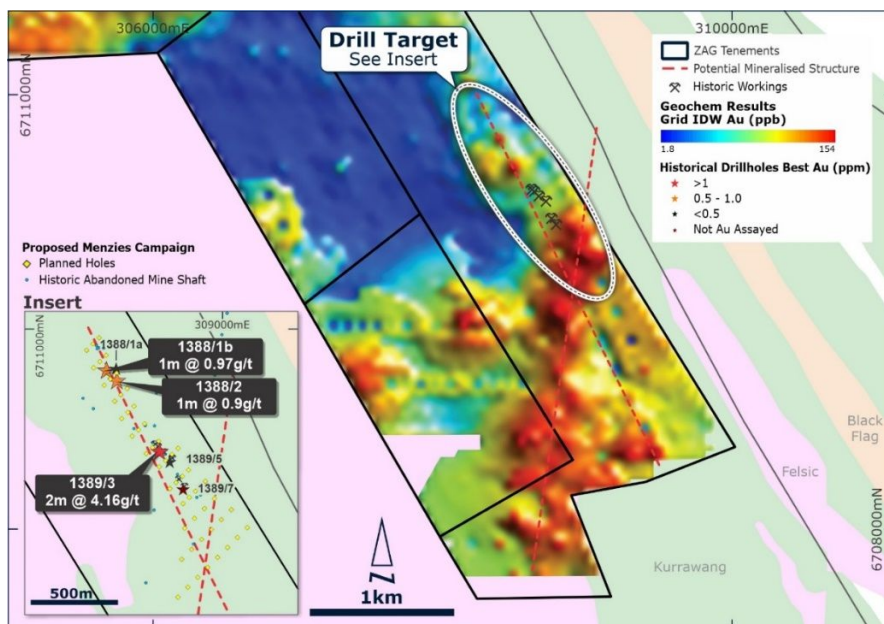 306000mE
310000mE
6711000mN
Drill Target
See Insert
ZAG Tenements
Potential Mineralised Structure
Historic Workings
Geochem Results
Grid IDW Au (ppb)
1.8
154
Historical Drillholes Best Au (ppm)
>1
0.5 - 1.0
<0.5
Not Au Assayed
Proposed Menzies Campaign
Planned Holes
Historic Abandoned Mine Shaft
Insert
309000mE
6711000mN
1388/1a
1388/1b
1m @ 0.97g/t
1388/2
1m @ 0.9g/t
1389/5
1389/3
2m @ 4.16g/t
1389/7
500m
N
1km
Black
Flag
Felsic
Kurrawang
6708000mN